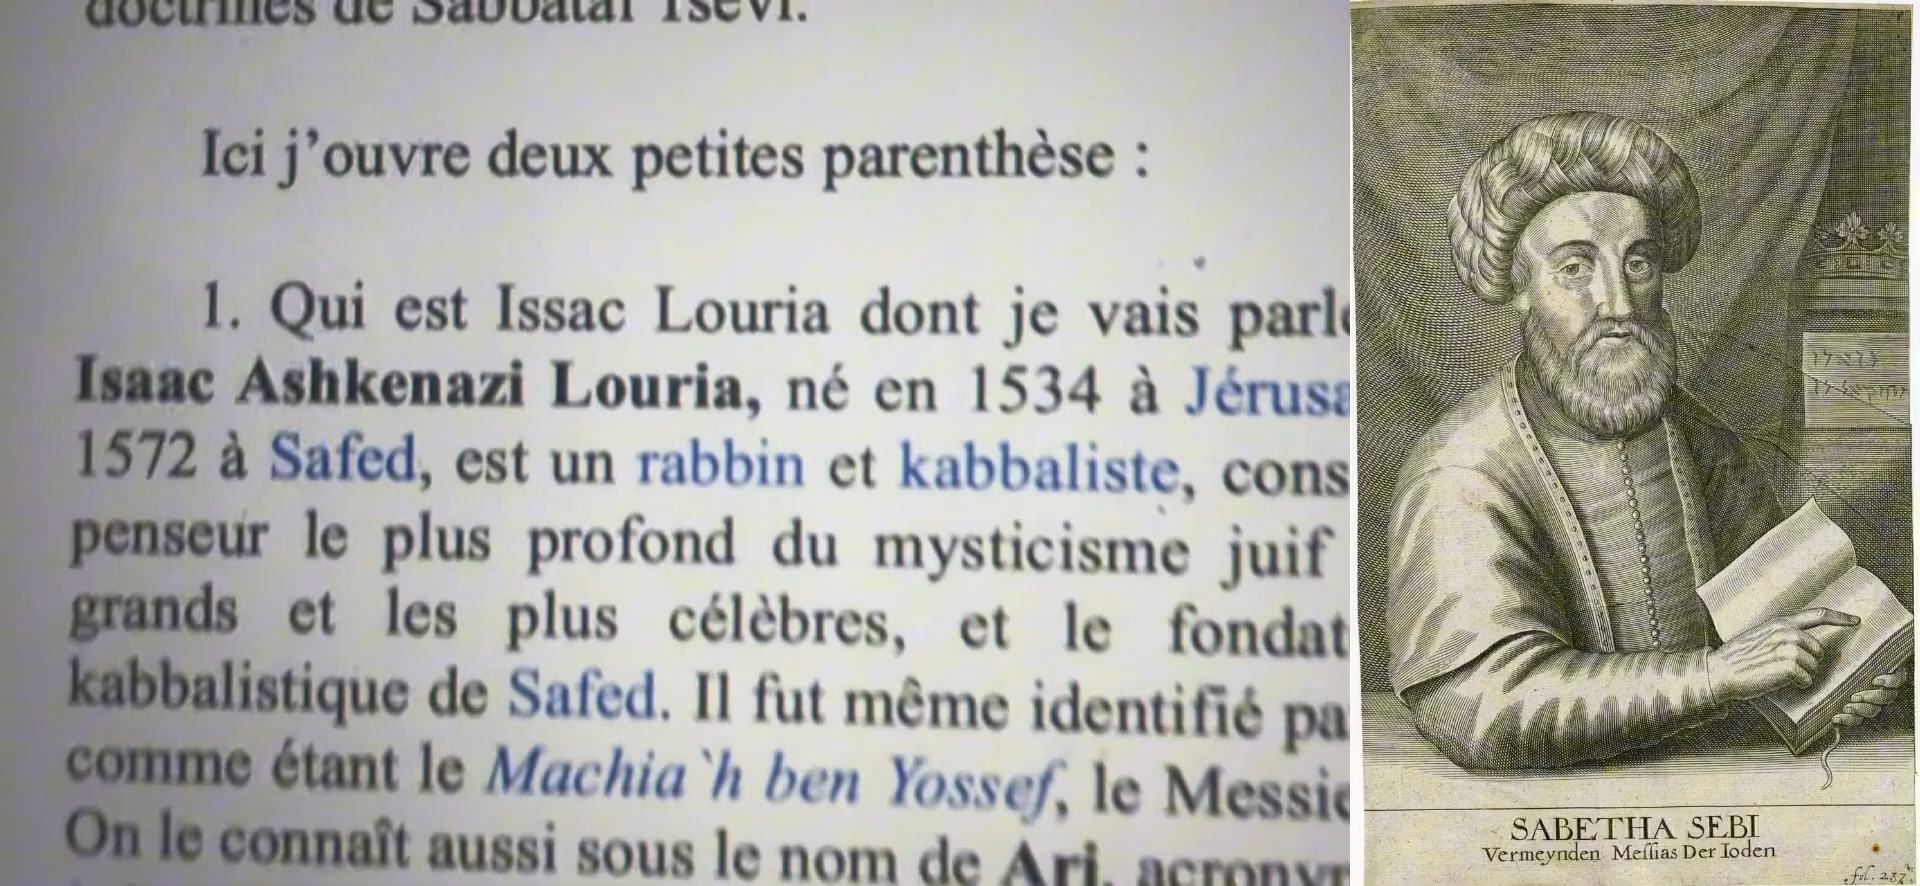 doctrines de Sabbataï Tsevi.
Ici j’ouvre deux petites parenthèse :
1. Qui est Issac Louria dont je vais parle
Isaac Ashkenazi Louria, né en 1534 à Jérusa
1572 à Safed, est un rabbin et kabbaliste, cons
penseur le plus profond du mysticisme juif
grands et les plus célèbres, et le fondat
kabbalistique de Safed. Il fut même identifié pa
comme étant le Machia`h ben Yossef, le Messie
On le connaît aussi sous le nom de Ari, acronym
SABETHA SEBI
Vermeynden Messias Der Ioden
fol. 237